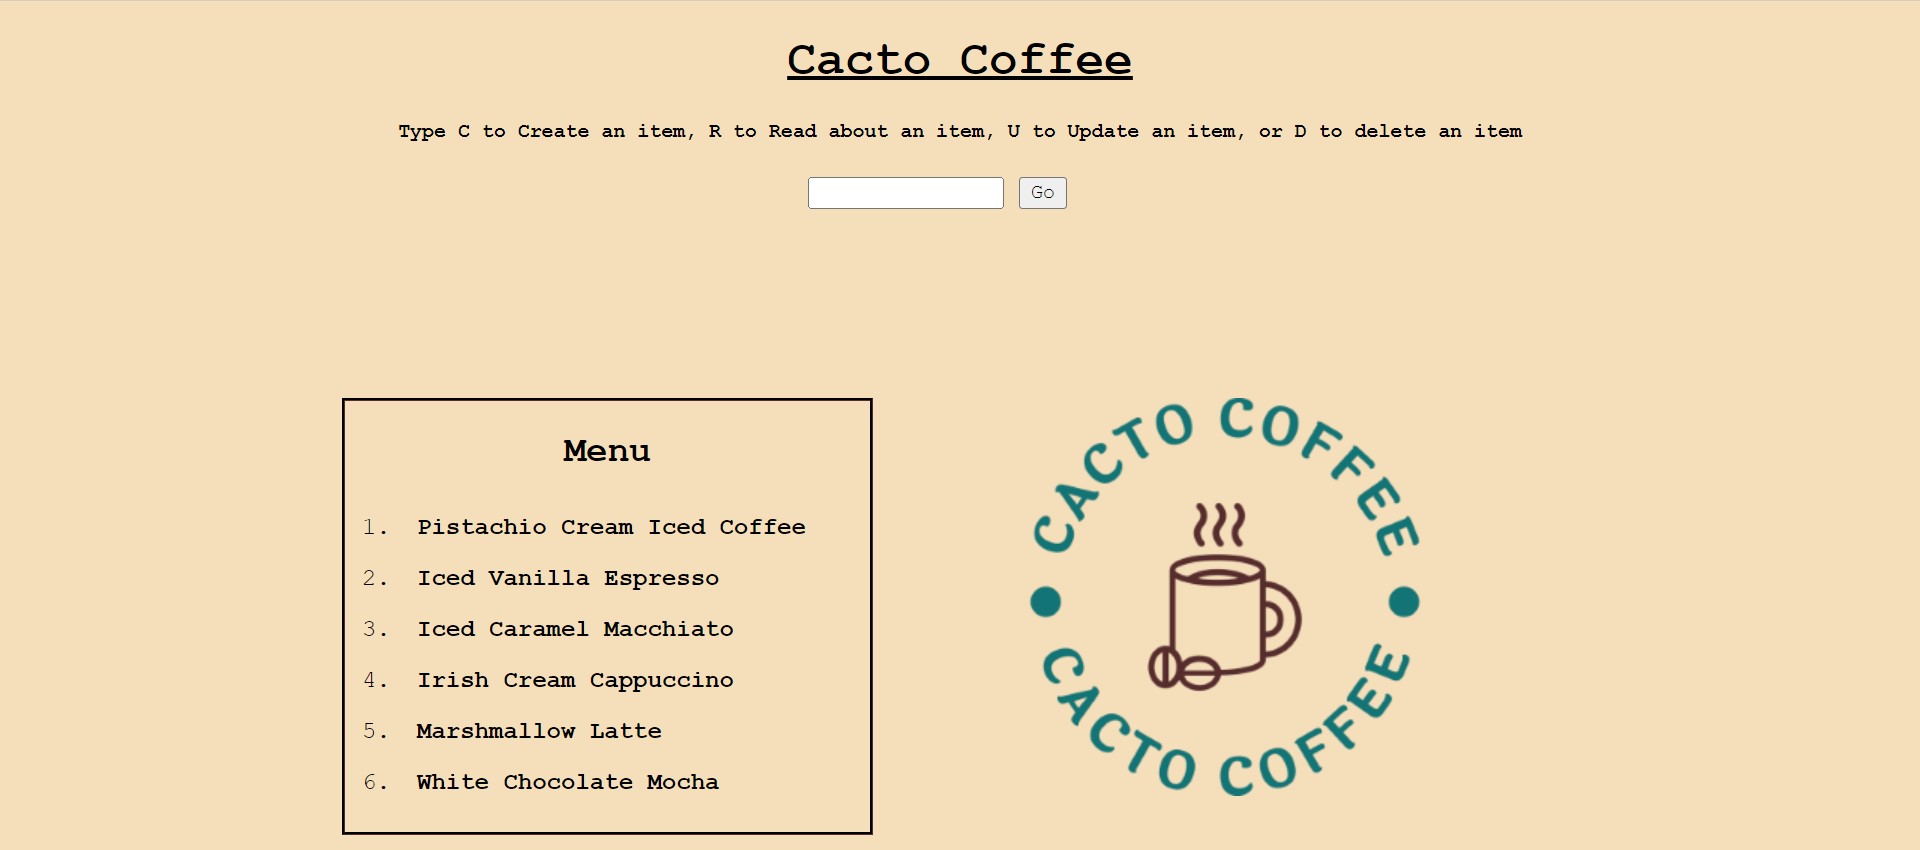 Cacto Coffee
Type C to Create an item, R to Read about an item, U to Update an item, or D to delete an item
Go
Menu
1. Pistachio Cream Iced Coffee
2. Iced Vanilla Espresso
3. Iced Caramel Macchiato
4. Irish Cream Cappuccino
5. Marshmallow Latte
6. White Chocolate Mocha
CACTO COFFEE
CACTO COFFEE